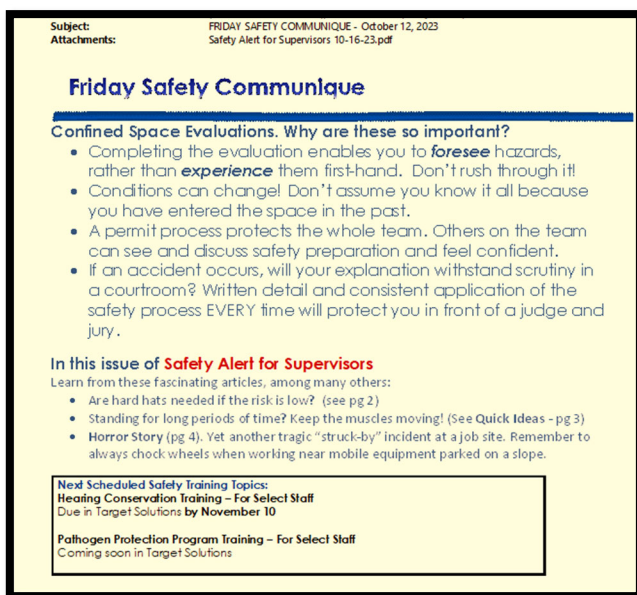 Subject: FRIDAY SAFETY COMMUNIQUE - October 12, 2023
Attachments: Safety Alert for Supervisors 10-16-23.pdf
Friday Safety Communique
Confined Space Evaluations. Why are these so important?
• Completing the evaluation enables you to foresee hazards,
rather than experience them first-hand. Don't rush through it!
• Conditions can change! Don't assume you know it all because
you have entered the space in the past.
• A permit process protects the whole team. Others on the team
can see and discuss safety preparation and feel confident.
• If an accident occurs, will your explanation withstand scrutiny in
a courtroom? Written detail and consistent application of the
safety process EVERY time will protect you in front of a judge and
jury.
In this issue of Safety Alert for Supervisors
Learn from these fascinating articles, among many others:
• Are hard hats needed if the risk is low? (see pg 2)
• Standing for long periods of time? Keep the muscles moving! (See Quick Ideas - pg 3)
• Horror Story (pg 4). Yet another tragic "struck-by" incident at a job site. Remember to
always chock wheels when working near mobile equipment parked on a slope.
Next Scheduled Safety Training Topics:
Hearing Conservation Training – For Select Staff
Due in Target Solutions by November 10
Pathogen Protection Program Training – For Select Staff
Coming soon in Target Solutions